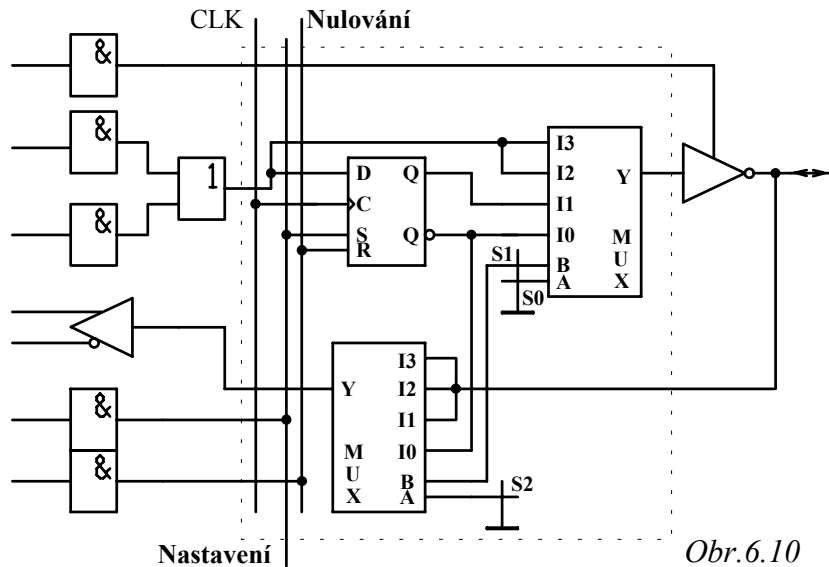 CLK
Nulování
&
&
1
&
&
&
D Q
C
S Q
R
I3
I2
I1
I0
B
A
Y
M
U
X
S1
S0
I3
I2
I1
I0
B
A
Y
M
U
X
S2
Nastavení
Obr.6.10